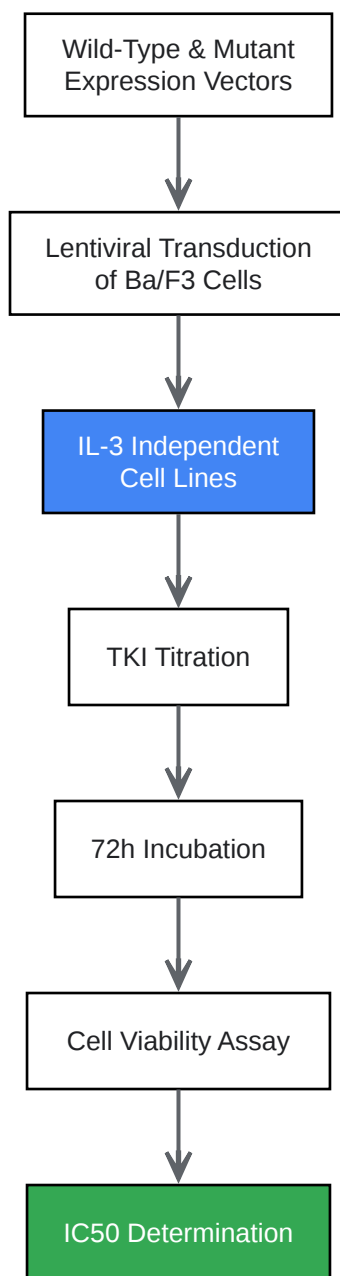 Wild-Type & Mutant
Expression Vectors
Lentiviral Transduction
of Ba/F3 Cells
IL-3 Independent
Cell Lines
TKI Titration
72h Incubation
Cell Viability Assay
IC50 Determination